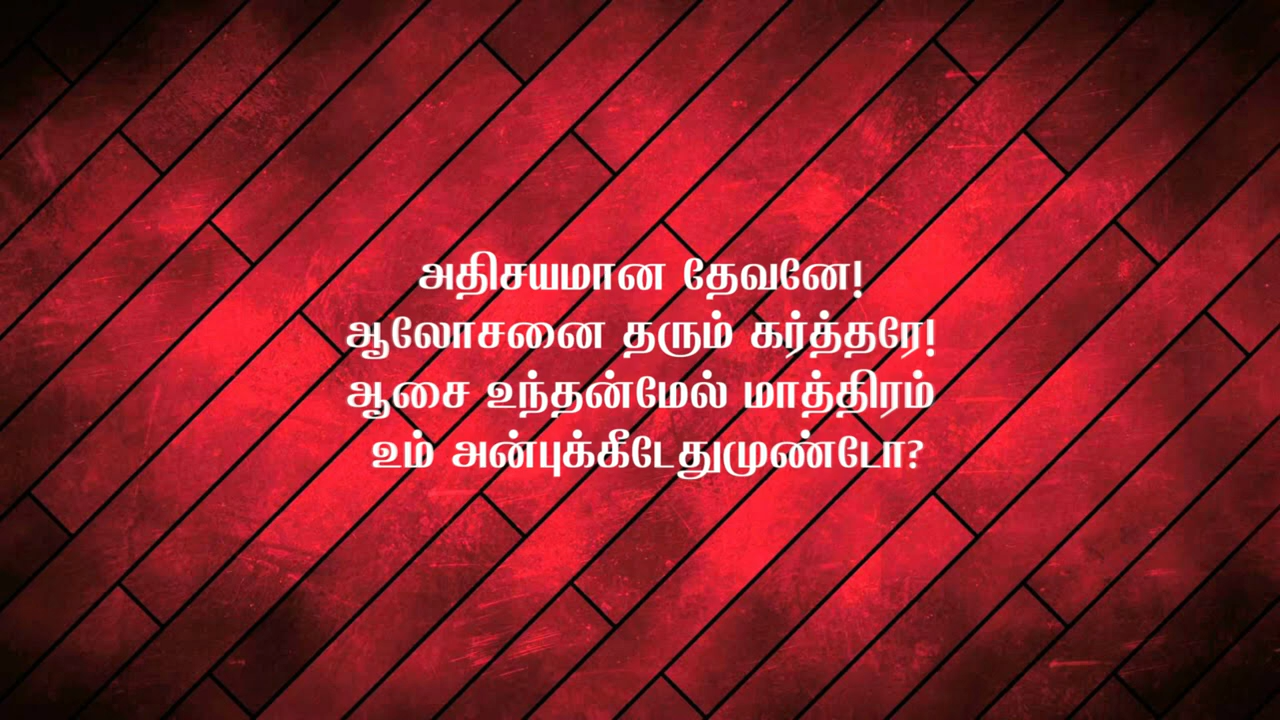 அதிசயமான தேவனே!
ஆலோசனை தரும் கர்த்தரே!
ஆசை உந்தன்மேல் மாத்திரம்
உம் அன்புக்கீடேதுமுண்டோ?